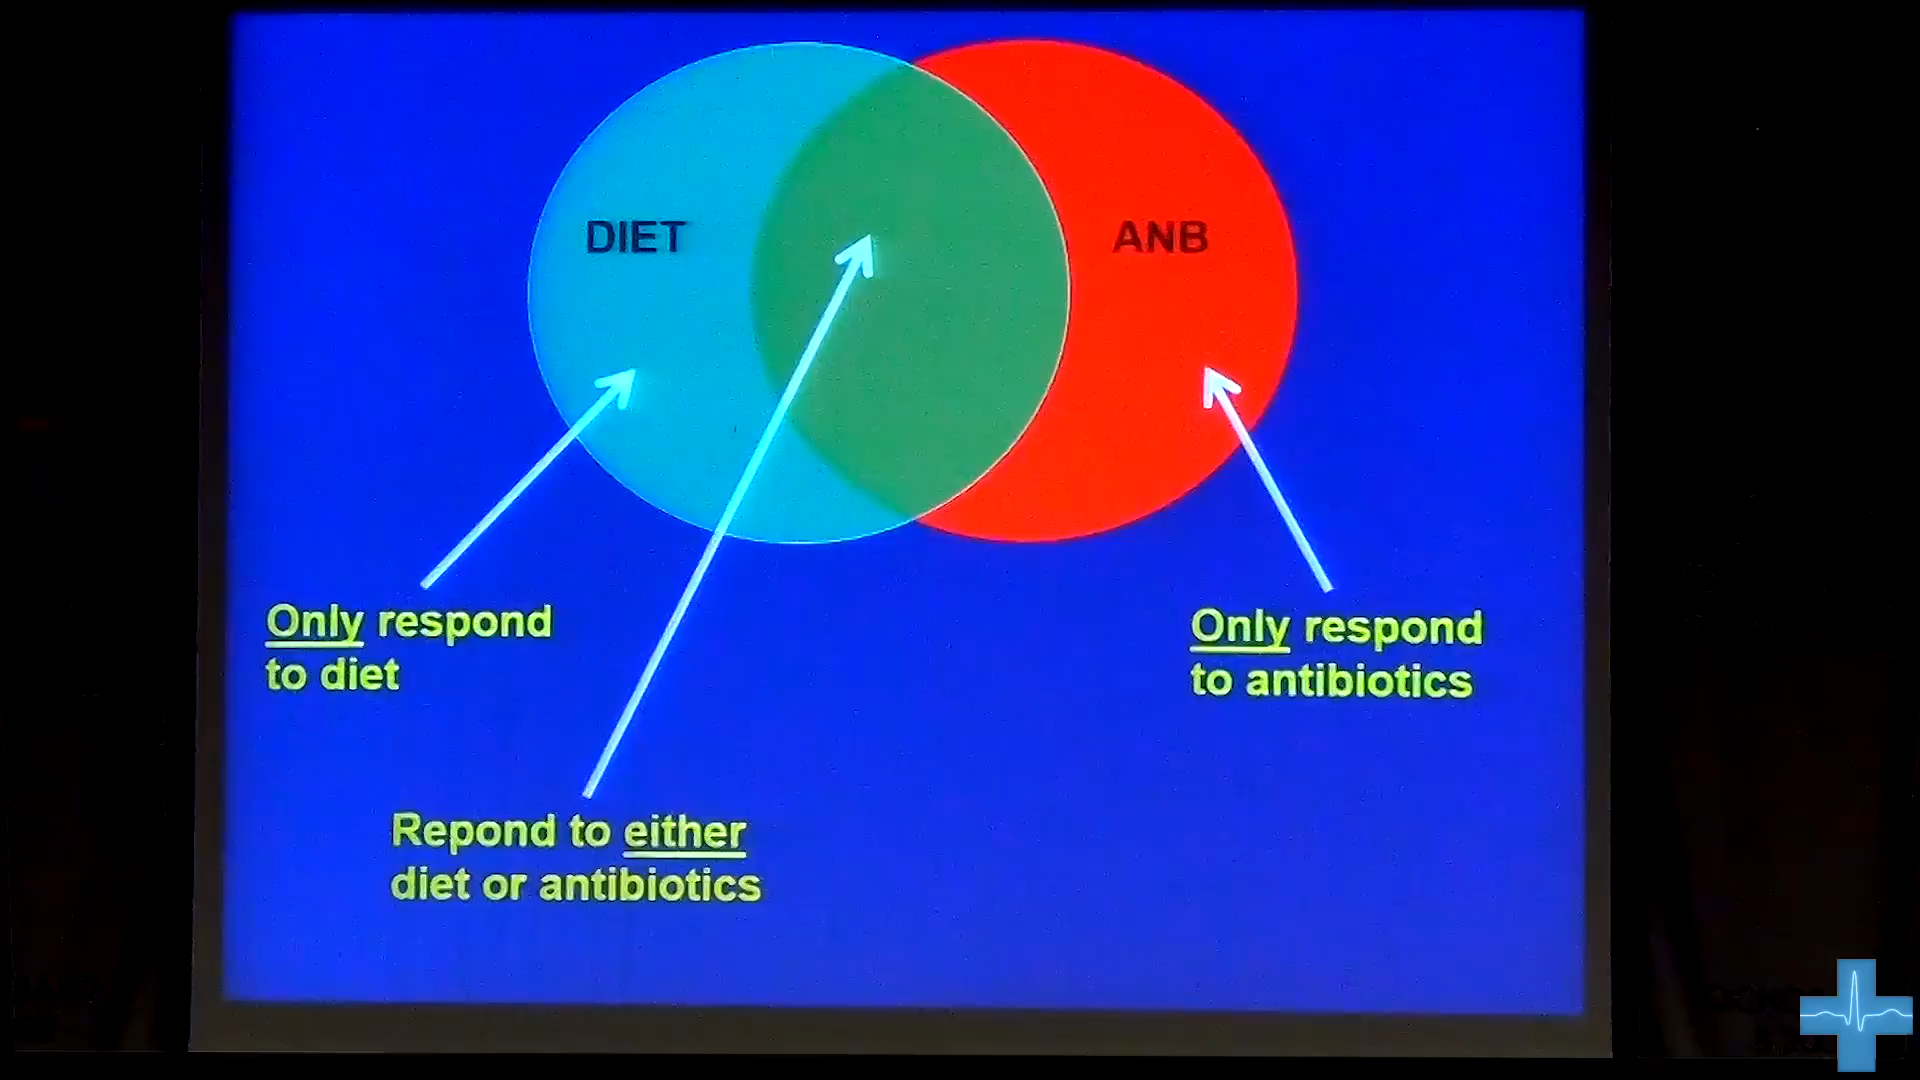 DIET
ANB
Only respond
to diet
Only respond
to antibiotics
Repond to either
diet or antibiotics